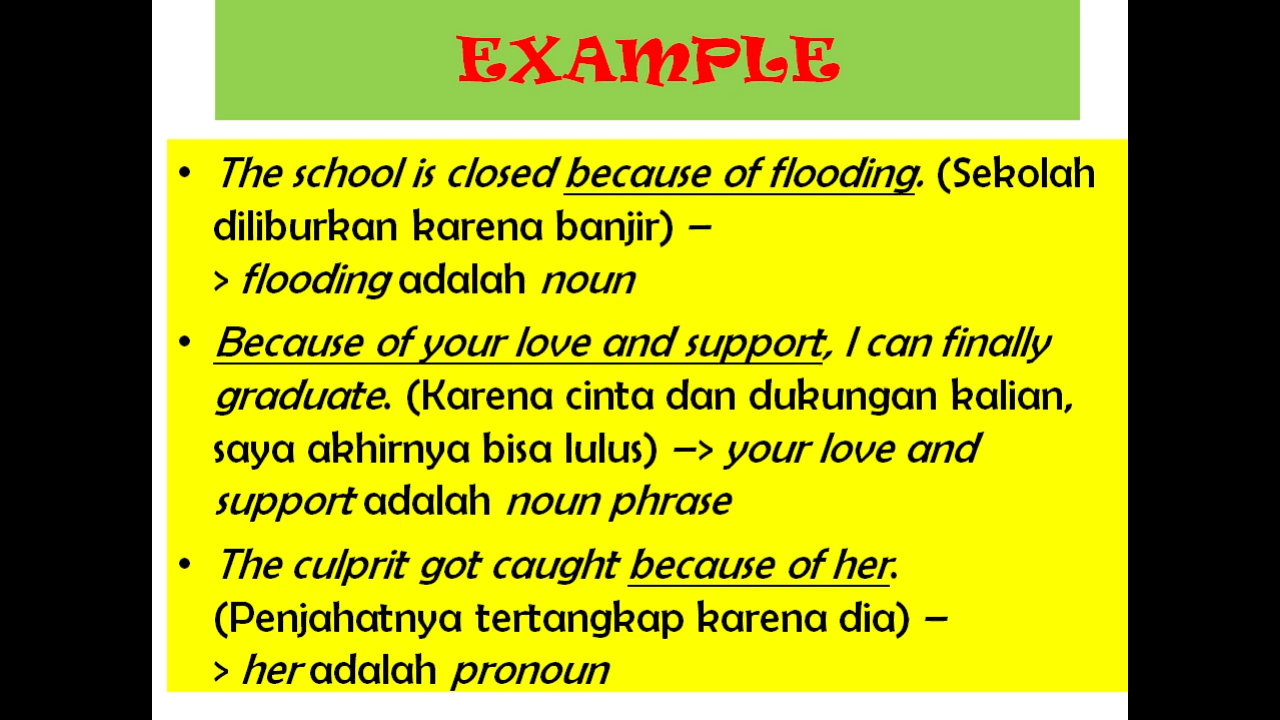 EXAMPLE
• The school is closed because of flooding. (Sekolah
diliburkan karena banjir) –
> flooding adalah noun
• Because of your love and support, I can finally
graduate. (Karena cinta dan dukungan kalian,
saya akhirnya bisa lulus) –> your love and
support adalah noun phrase
• The culprit got caught because of her.
(Penjahatnya tertangkap karena dia) –
> her adalah pronoun